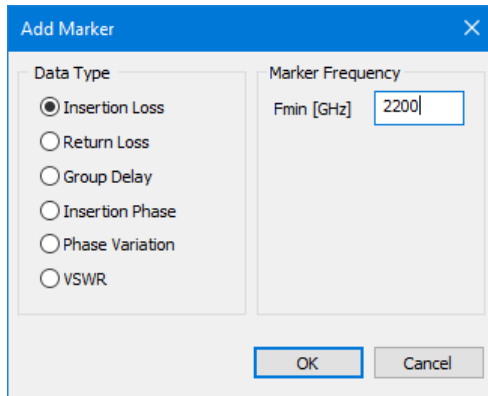 Add Marker
Data Type
Insertion Loss
Return Loss
Group Delay
Insertion Phase
Phase Variation
VSWR
Marker Frequency
Fmin [GHz] 2200
OK Cancel